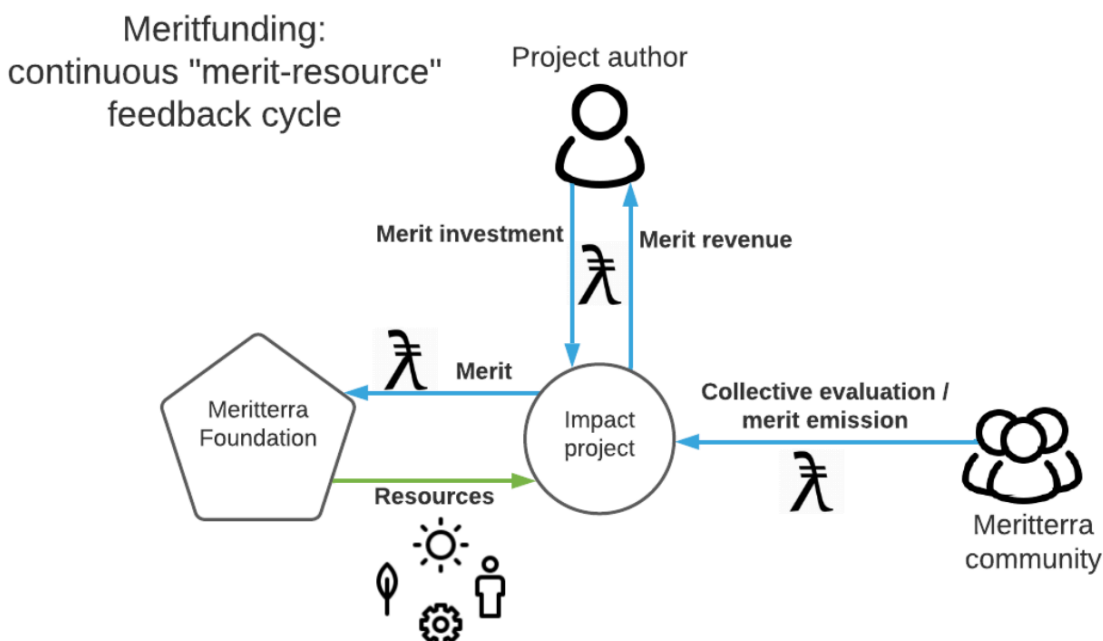 Meritfunding:
continuous "merit-resource"
feedback cycle
Project author
Merit investment
Merit revenue
Merit
Meritterra
Foundation
Impact
project
Collective evaluation /
merit emission
Resources
Meritterra
community